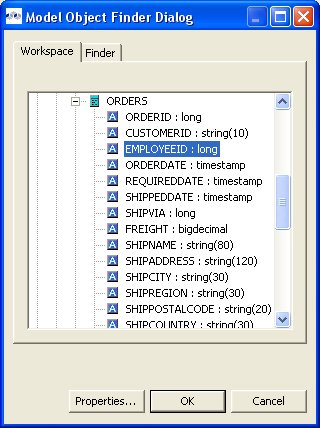 Model Object Finder Dialog
Workspace
Finder
ORDERS
ORDERID : long
CUSTOMERID : string(10)
EMPLOYEEID : long
ORDERDATE : timestamp
REQUIREDDATE : timestamp
SHIPPEDDATE : timestamp
SHIPVIA : long
FREIGHT : bigdecimal
SHIPNAME : string(80)
SHIPADDRESS : string(120)
SHIPCITY : string(30)
SHIPREGION : string(30)
SHIPPOSTALCODE : string(20)
SHIPCOUNTRY : string(30)
Properties...
OK
Cancel